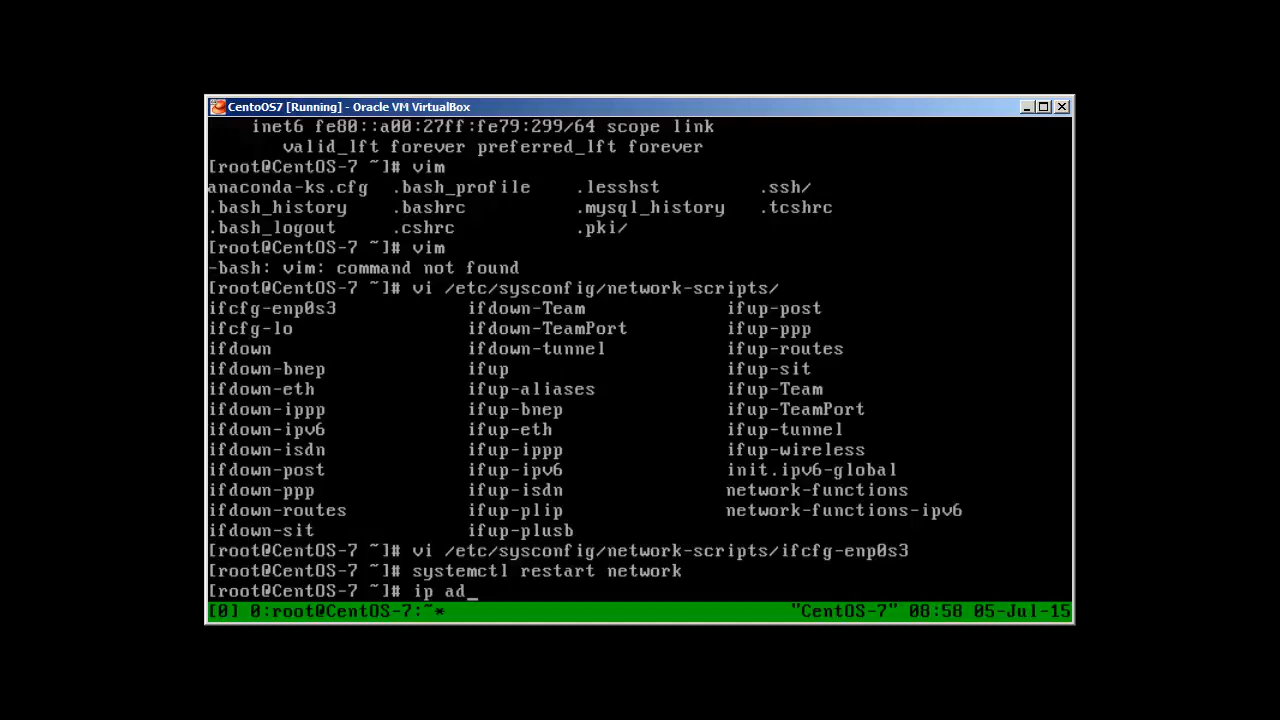 CentoOS7 [Running] - Oracle VM VirtualBox
inet6 fe80::a00:27ff:fe79:299/64 scope link
valid_lft forever preferred_lft forever
[root@CentOS-7 ~]# vim
anaconda-ks.cfg .bash_profile .lesshst .ssh/
.bash_history .bashrc .mysql_history .tcshrc
.bash_logout .cshrc .pki/
[root@CentOS-7 ~]# vim
-bash: vim: command not found
[root@CentOS-7 ~]# vi /etc/sysconfig/network-scripts/
ifcfg-enp0s3 ifdown-Team ifup-post
ifcfg-lo ifdown-TeamPort ifup-ppp
ifdown ifdown-tunnel ifup-routes
ifdown-bnep ifup ifup-sit
ifdown-eth ifup-aliases ifup-Team
ifdown-ippp ifup-bnep ifup-TeamPort
ifdown-ipv6 ifup-eth ifup-tunnel
ifdown-isdn ifup-ippp ifup-wireless
ifdown-post ifup-ipv6 init.ipv6-global
ifdown-ppp ifup-isdn network-functions
ifdown-routes ifup-plip network-functions-ipv6
ifdown-sit ifup-plusb
[root@CentOS-7 ~]# vi /etc/sysconfig/network-scripts/ifcfg-enp0s3
[root@CentOS-7 ~]# systemctl restart network
[root@CentOS-7 ~]# ip ad_
[0] 0:root@CentOS-7:~* "CentOS-7" 08:58 05-Jul-15